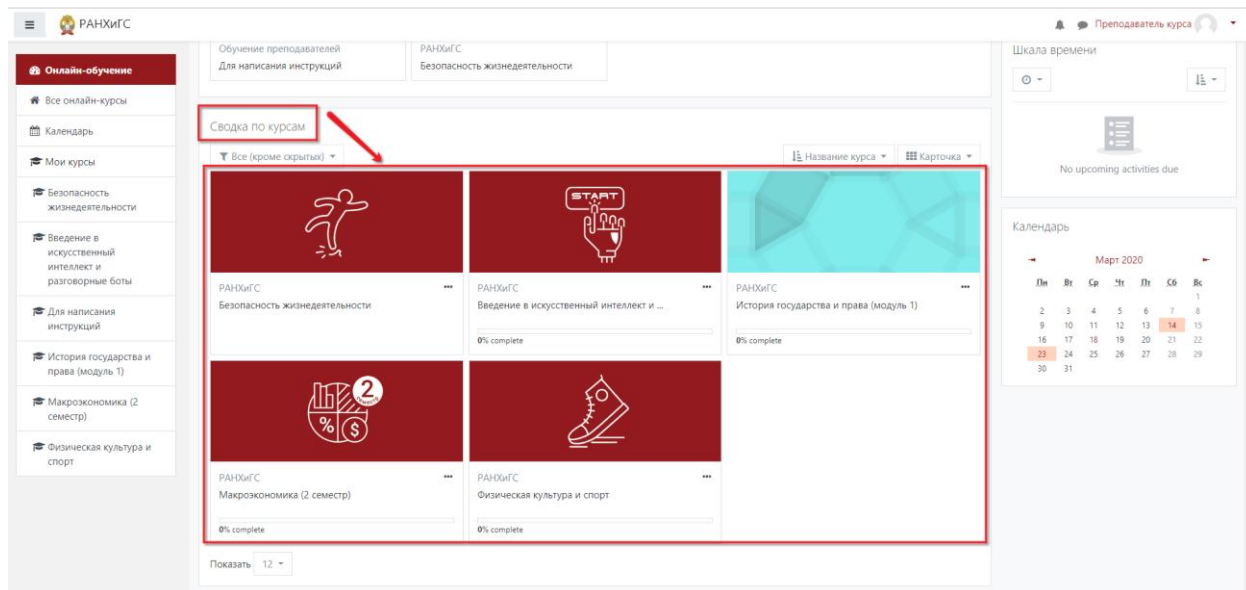 РАНХиГС
Преподаватель курса
Онлайн-обучение
Все онлайн-курсы
Календарь
Мои курсы
Безопасность
жизнедеятельности
Введение в
искусственный
интеллект и
разговорные боты
Для написания
инструкций
История государства и
права (модуль 1)
Макроэкономика (2
семестр)
Физическая культура и
спорт
Обучение преподавателей
Для написания инструкций
РАНХиГС
Безопасность жизнедеятельности
Сводка по курсам
Все (кроме скрытых)
Название курса
Карточка
START
РАНХиГС
Безопасность жизнедеятельности
РАНХиГС
Введение в искусственный интеллект и ...
0% complete
РАНХиГС
История государства и права (модуль 1)
0% complete
2
семестр
% $
РАНХиГС
Макроэкономика (2 семестр)
0% complete
РАНХиГС
Физическая культура и спорт
0% complete
Показать 12
Шкала времени
No upcoming activities due
Календарь
Март 2020
Пн Вт Ср Чт Пт Сб Вс
1
2 3 4 5 6 7 8
9 10 11 12 13 14 15
16 17 18 19 20 21 22
23 24 25 26 27 28 29
30 31